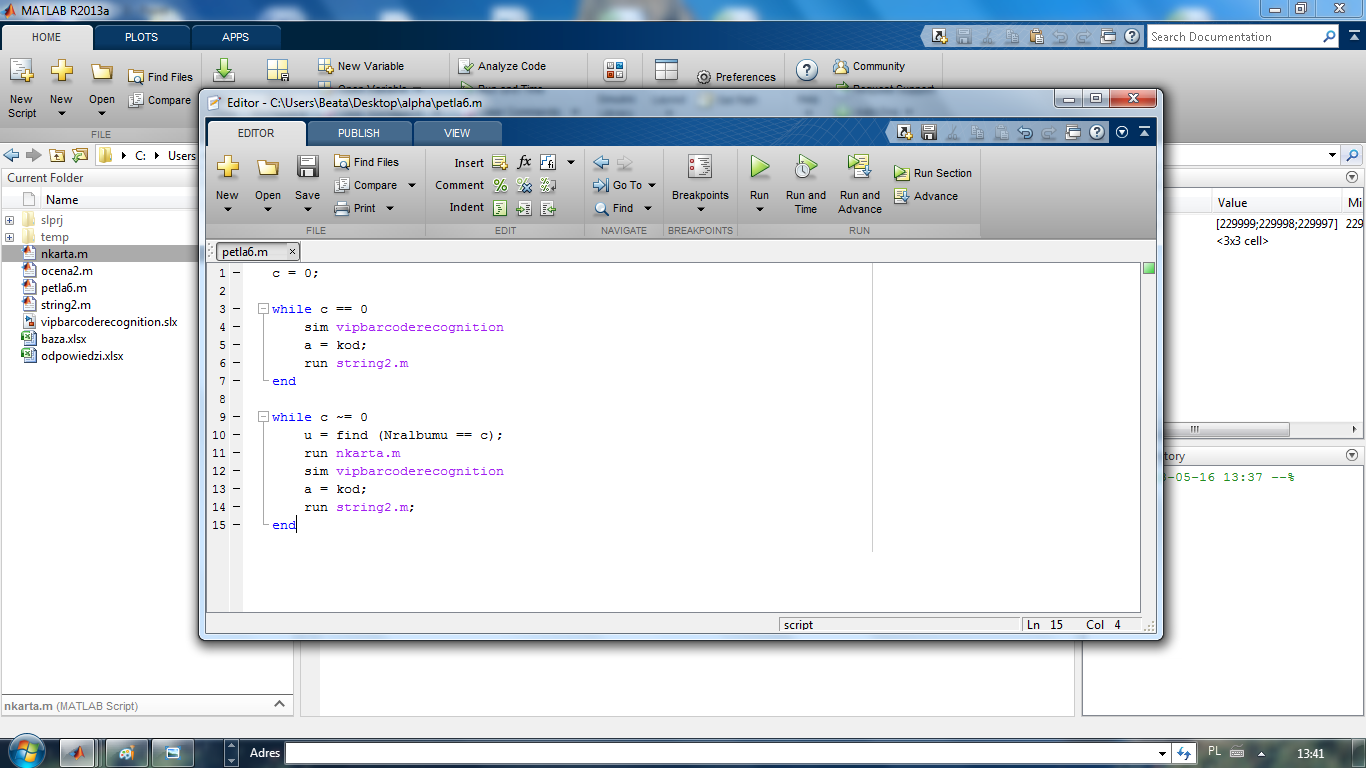 MATLAB R2013a
HOME PLOTS APPS
Search Documentation
New Script
New
Open
Find Files
Compare
FILE
New Variable
Analyze Code
Run and Time
Preferences
Community
Current Folder
C: Users
Name
slprj
temp
nkarta.m
ocena2.m
petla6.m
string2.m
vipbarcoderecognition.slx
baza.xlsx
odpowiedzi.xlsx
nkarta.m (MATLAB Script)
Editor - C:\Users\Beata\Desktop\alpha\petla6.m
EDITOR PUBLISH VIEW
New
Open
Save
Find Files
Compare
Print
FILE
Insert
Comment
Indent
EDIT
Go To
Find
NAVIGATE
Breakpoints
BREAKPOINTS
Run
Run and Time
Run and Advance
Run Section
Advance
RUN
petla6.m
1 c = 0;
2
3 while c == 0
4 sim vipbarcoderecognition
5 a = kod;
6 run string2.m
7 end
8
9 while c ~= 0
10 u = find (Nralbumu == c);
11 run nkarta.m
12 sim vipbarcoderecognition
13 a = kod;
14 run string2.m;
15 end
script
Ln 15 Col 4
Value Mi
[229999;229998;229997] 229
<3x3 cell>
tory
-05-16 13:37 --%
Adres
PL
13:41